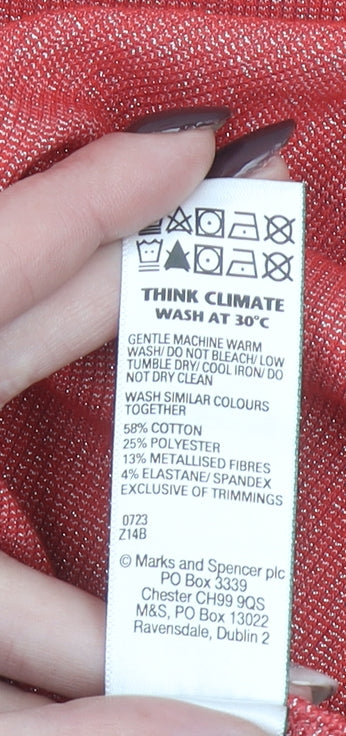 THINK CLIMATE
WASH AT 30°C
GENTLE MACHINE WARM
WASH/ DO NOT BLEACH/ LOW
TUMBLE DRY/ COOL IRON/ DO
NOT DRY CLEAN
WASH SIMILAR COLOURS
TOGETHER
58% COTTON
25% POLYESTER
13% METALLISED FIBRES
4% ELASTANE/ SPANDEX
EXCLUSIVE OF TRIMMINGS
0723
Z14B
© Marks and Spencer plc
PO Box 3339
Chester CH99 9QS
M&S, PO Box 13022
Ravensdale, Dublin 2